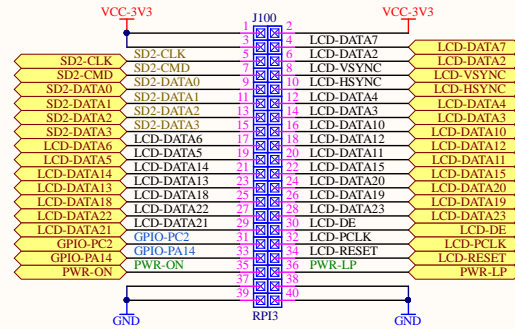 VCC-3V3 J100 VCC-3V3
1 2
3 4 LCD-DATA7 LCD-DATA7
SD2-CLK SD2-CLK 5 6 LCD-DATA2 LCD-DATA2
SD2-CMD SD2-CMD 7 8 LCD-VSYNC LCD-VSYNC
SD2-DATA0 SD2-DATA0 9 10 LCD-HSYNC LCD-HSYNC
SD2-DATA1 SD2-DATA1 11 12 LCD-DATA4 LCD-DATA4
SD2-DATA2 SD2-DATA2 13 14 LCD-DATA3 LCD-DATA3
SD2-DATA3 SD2-DATA3 15 16 LCD-DATA10 LCD-DATA10
LCD-DATA6 LCD-DATA6 17 18 LCD-DATA12 LCD-DATA12
LCD-DATA5 LCD-DATA5 19 20 LCD-DATA11 LCD-DATA11
LCD-DATA14 LCD-DATA14 21 22 LCD-DATA15 LCD-DATA15
LCD-DATA13 LCD-DATA13 23 24 LCD-DATA20 LCD-DATA20
LCD-DATA18 LCD-DATA18 25 26 LCD-DATA19 LCD-DATA19
LCD-DATA22 LCD-DATA22 27 28 LCD-DATA23 LCD-DATA23
LCD-DATA21 LCD-DATA21 29 30 LCD-DE LCD-DE
GPIO-PC2 GPIO-PC2 31 32 LCD-PCLK LCD-PCLK
GPIO-PA14 GPIO-PA14 33 34 LCD-RESET LCD-RESET
PWR-ON PWR-ON 35 36 PWR-LP PWR-LP
37 38
39 40
GND RPI3 GND